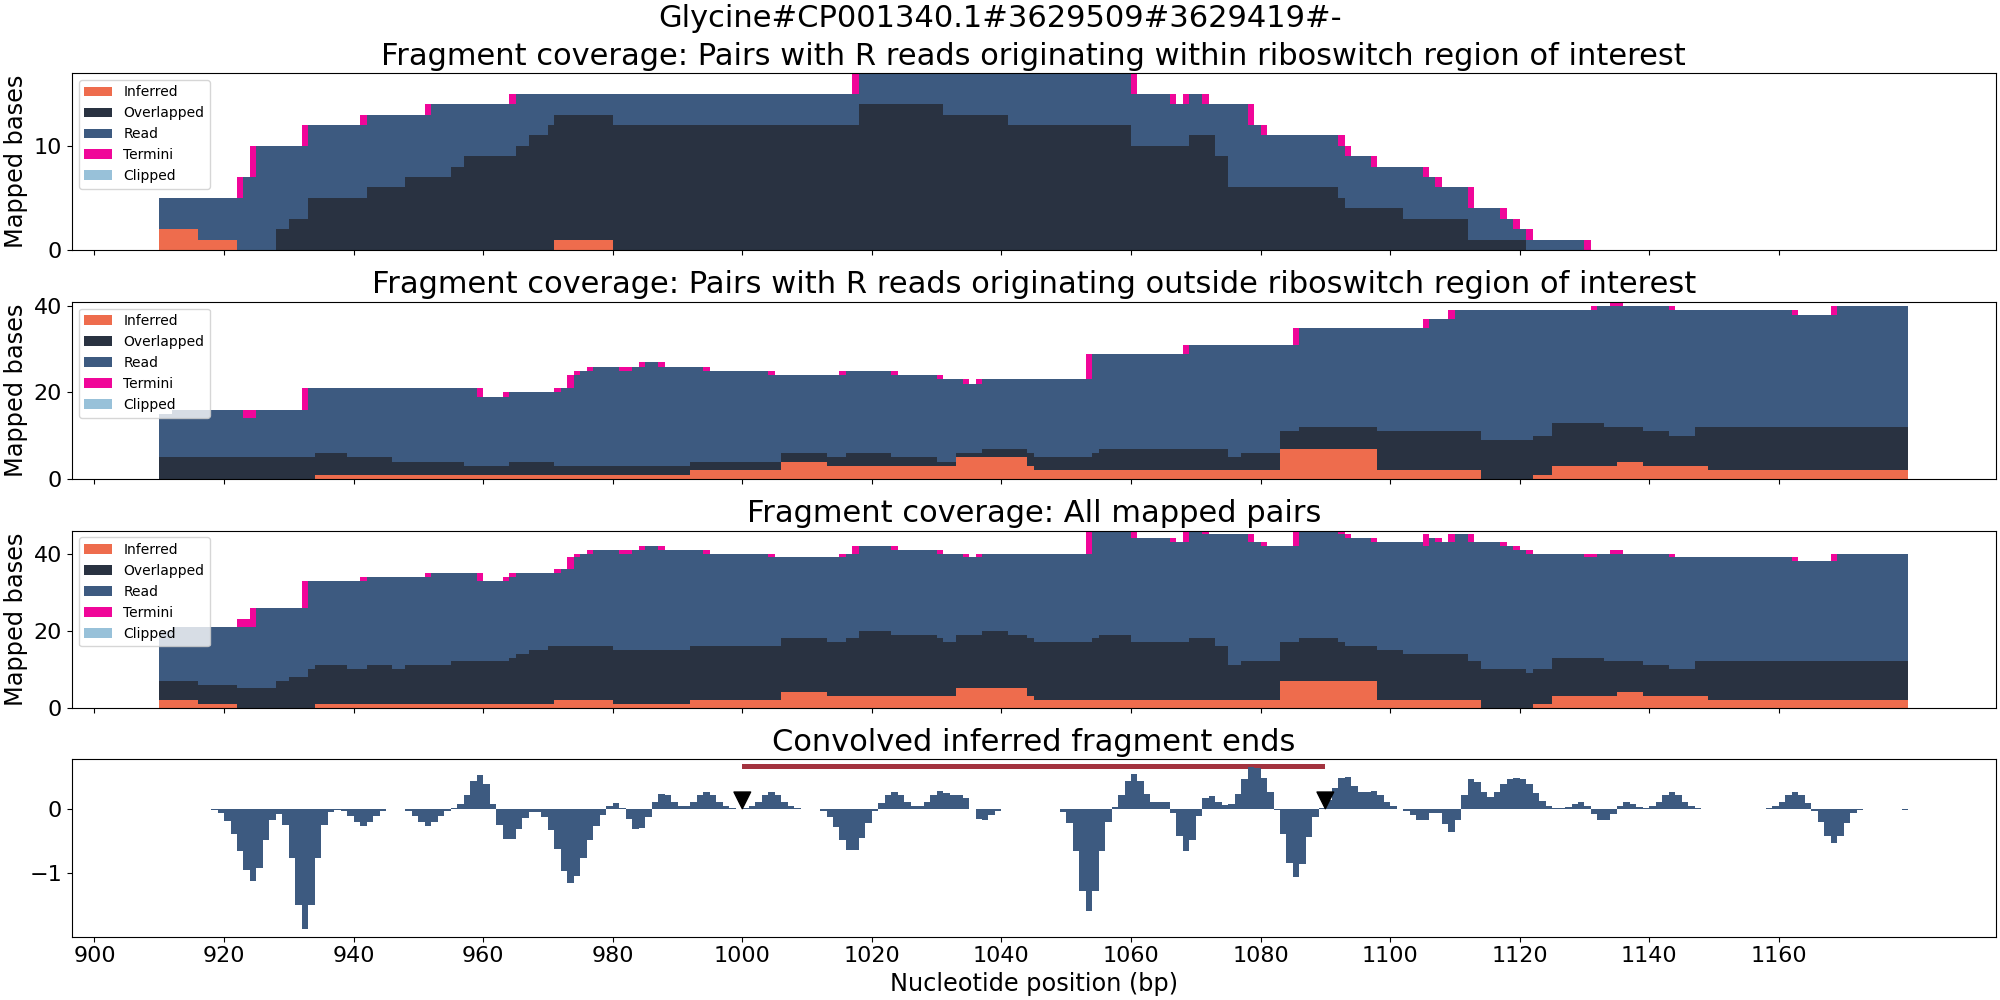 Glycine#CP001340.1#3629509#3629419#-
Fragment coverage: Pairs with R reads originating within riboswitch region of interest
Mapped bases
10
0
Inferred
Overlapped
Read
Termini
Clipped
Fragment coverage: Pairs with R reads originating outside riboswitch region of interest
Mapped bases
40
20
0
Inferred
Overlapped
Read
Termini
Clipped
Fragment coverage: All mapped pairs
Mapped bases
40
20
0
Inferred
Overlapped
Read
Termini
Clipped
Convolved inferred fragment ends
0
−1
900 920 940 960 980 1000 1020 1040 1060 1080 1100 1120 1140 1160
Nucleotide position (bp)